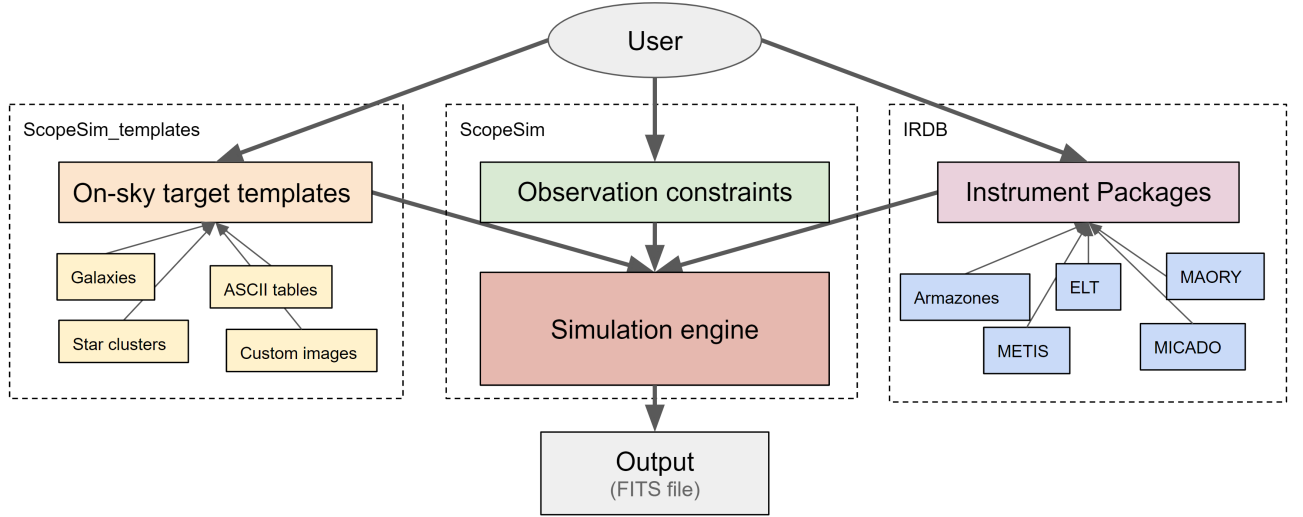 User
ScopeSim_templates
On-sky target templates
Galaxies
ASCII tables
Star clusters
Custom images
ScopeSim
Observation constraints
Simulation engine
IRDB
Instrument Packages
MAORY
ELT
Armazones
METIS
MICADO
Output
(FITS file)